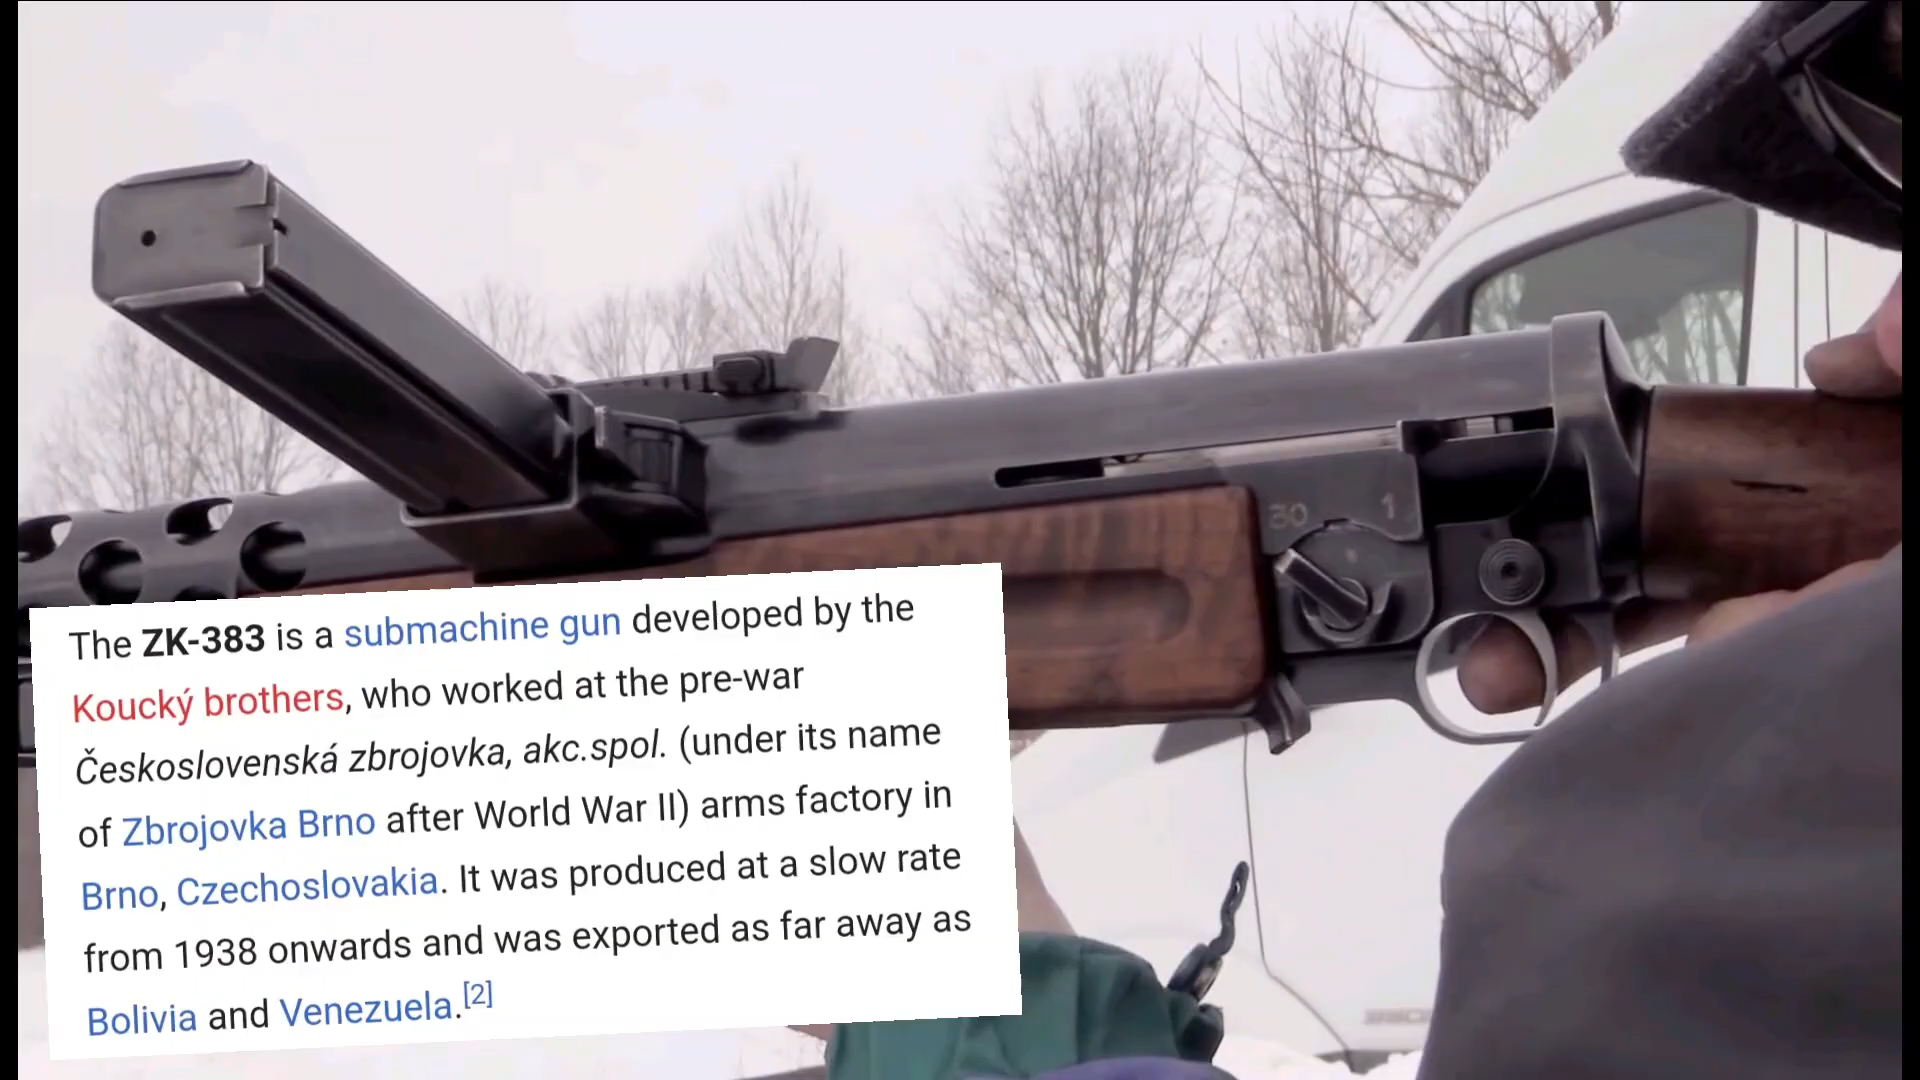 30 1
The ZK-383 is a submachine gun developed by the
Koucký brothers, who worked at the pre-war
Československá zbrojovka, akc.spol. (under its name
of Zbrojovka Brno after World War II) arms factory in
Brno, Czechoslovakia. It was produced at a slow rate
from 1938 onwards and was exported as far away as
Bolivia and Venezuela.[2]